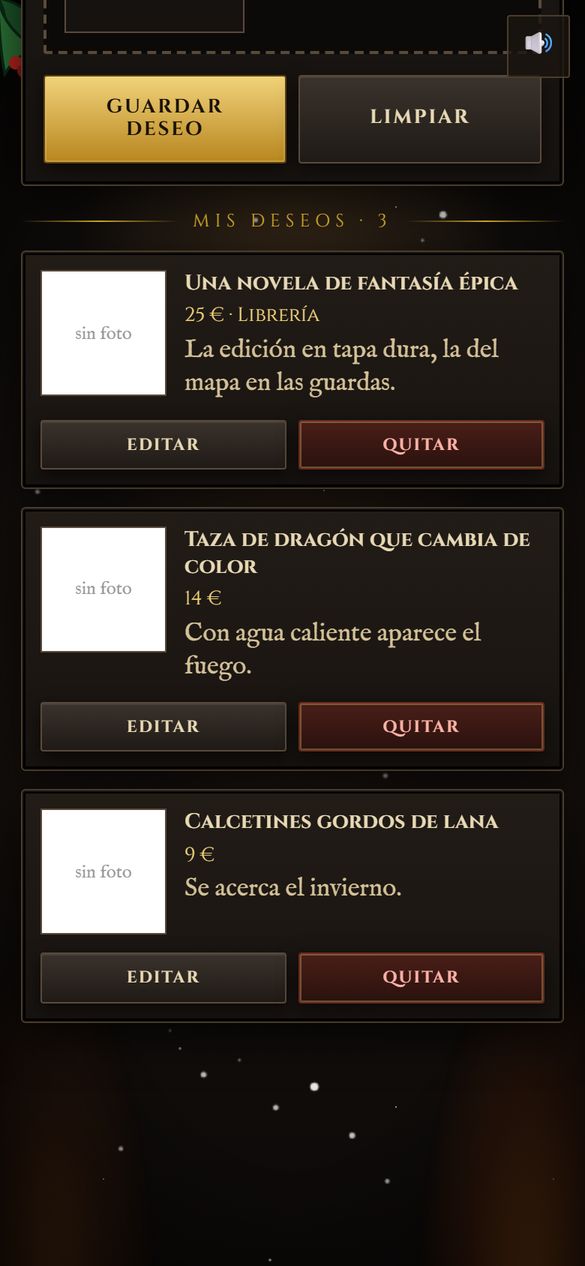 GUARDAR
DESEO
LIMPIAR
MIS DESEOS · 3
sin foto
Una novela de fantasía épica
25 € · Librería
La edición en tapa dura, la del
mapa en las guardas.
EDITAR
QUITAR
sin foto
Taza de dragón que cambia de
color
14 €
Con agua caliente aparece el
fuego.
EDITAR
QUITAR
sin foto
Calcetines gordos de lana
9 €
Se acerca el invierno.
EDITAR
QUITAR